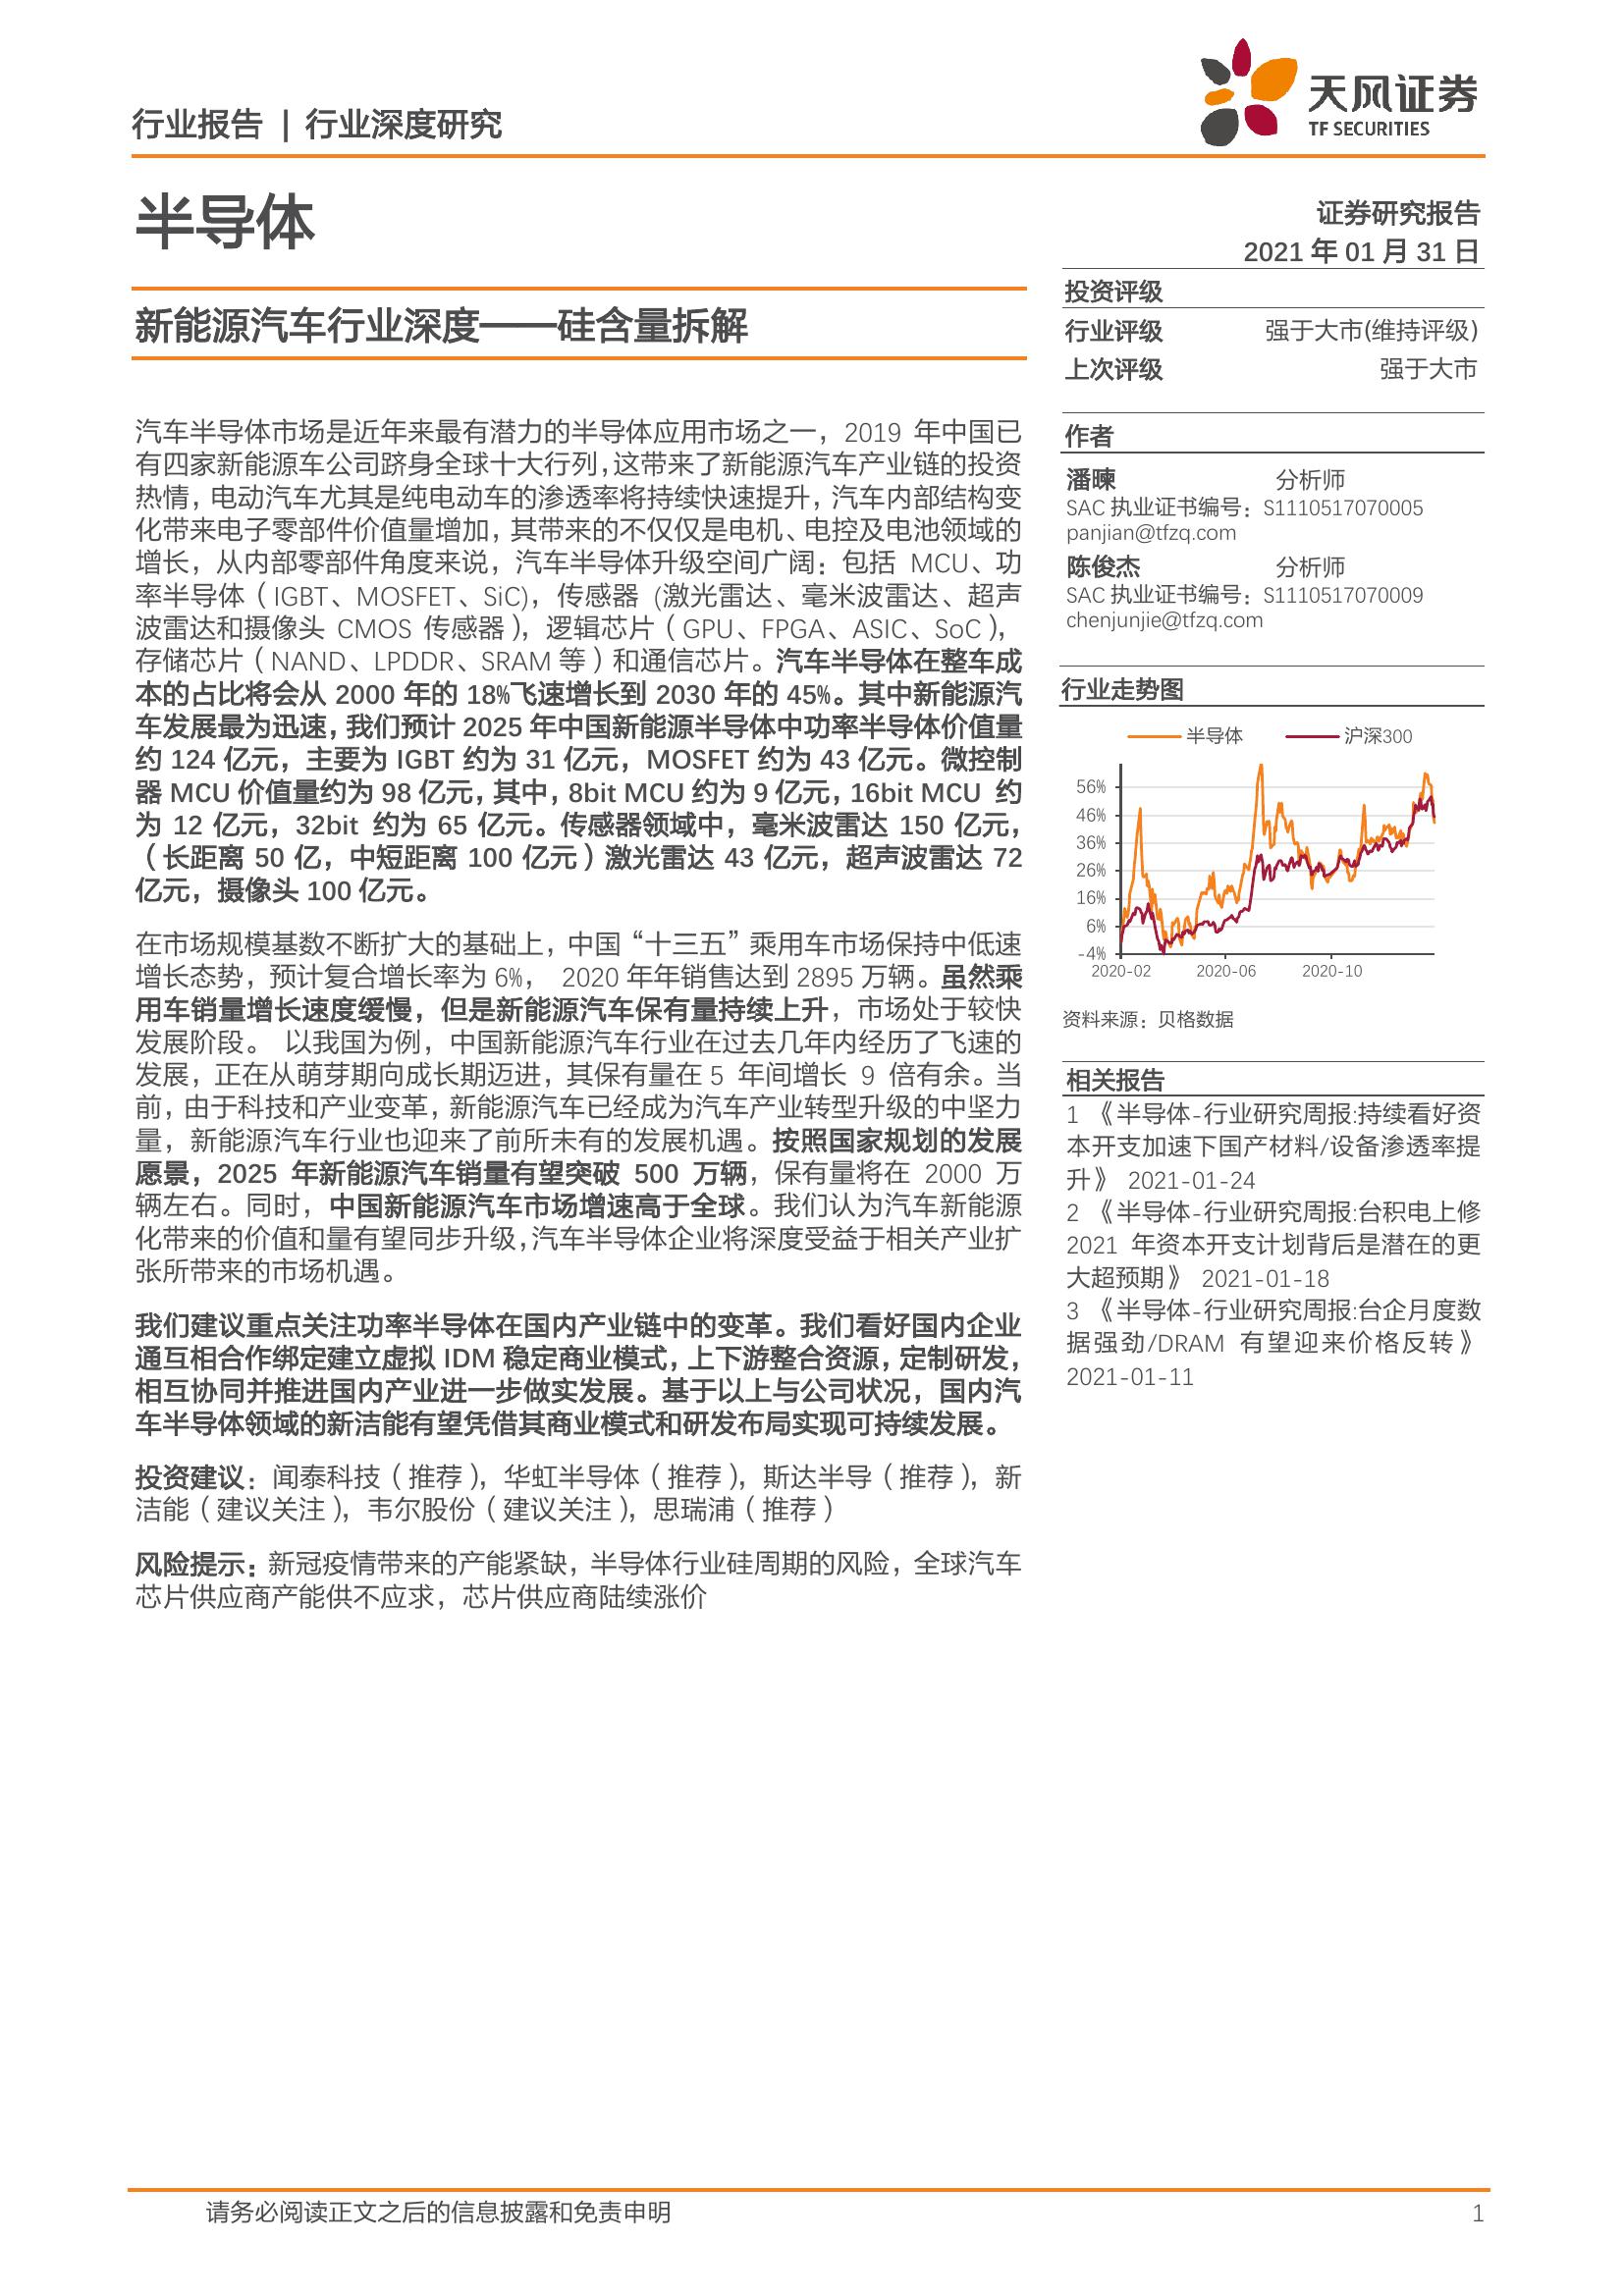 行业报告 | 行业深度研究
天风证券
TF SECURITIES
半导体
新能源汽车行业深度——硅含量拆解
汽车半导体市场是近年来最有潜力的半导体应用市场之一，2019 年中国已
有四家新能源车公司跻身全球十大行列，这带来了新能源汽车产业链的投资
热情，电动汽车尤其是纯电动车的渗透率将持续快速提升，汽车内部结构变
化带来电子零部件价值量增加，其带来的不仅仅是电机、电控及电池领域的
增长，从内部零部件角度来说，汽车半导体升级空间广阔：包括 MCU、功
率半导体（IGBT、MOSFET、SiC)，传感器 (激光雷达、毫米波雷达、超声
波雷达和摄像头 CMOS 传感器），逻辑芯片（GPU、FPGA、ASIC、SoC），
存储芯片（NAND、LPDDR、SRAM 等）和通信芯片。汽车半导体在整车成
本的占比将会从 2000 年的 18%飞速增长到 2030 年的 45%。其中新能源汽
车发展最为迅速，我们预计 2025 年中国新能源半导体中功率半导体价值量
约 124 亿元，主要为 IGBT 约为 31 亿元，MOSFET 约为 43 亿元。微控制
器 MCU 价值量约为 98 亿元，其中，8bit MCU 约为 9 亿元，16bit MCU 约
为 12 亿元，32bit 约为 65 亿元。传感器领域中，毫米波雷达 150 亿元，
（长距离 50 亿，中短距离 100 亿元）激光雷达 43 亿元，超声波雷达 72
亿元，摄像头 100 亿元。
在市场规模基数不断扩大的基础上，中国“十三五”乘用车市场保持中低速
增长态势，预计复合增长率为 6%， 2020 年年销售达到 2895 万辆。虽然乘
用车销量增长速度缓慢，但是新能源汽车保有量持续上升，市场处于较快
发展阶段。 以我国为例，中国新能源汽车行业在过去几年内经历了飞速的
发展，正在从萌芽期向成长期迈进，其保有量在 5 年间增长 9 倍有余。当
前，由于科技和产业变革，新能源汽车已经成为汽车产业转型升级的中坚力
量，新能源汽车行业也迎来了前所未有的发展机遇。按照国家规划的发展
愿景，2025 年新能源汽车销量有望突破 500 万辆，保有量将在 2000 万
辆左右。同时，中国新能源汽车市场增速高于全球。我们认为汽车新能源
化带来的价值和量有望同步升级，汽车半导体企业将深度受益于相关产业扩
张所带来的市场机遇。
我们建议重点关注功率半导体在国内产业链中的变革。我们看好国内企业
通互相合作绑定建立虚拟 IDM 稳定商业模式，上下游整合资源，定制研发，
相互协同并推进国内产业进一步做实发展。基于以上与公司状况，国内汽
车半导体领域的新洁能有望凭借其商业模式和研发布局实现可持续发展。
投资建议：闻泰科技（推荐），华虹半导体（推荐），斯达半导（推荐），新
洁能（建议关注），韦尔股份（建议关注），思瑞浦（推荐）
风险提示：新冠疫情带来的产能紧缺，半导体行业硅周期的风险，全球汽车
芯片供应商产能供不应求，芯片供应商陆续涨价
证券研究报告
2021 年 01 月 31 日
投资评级
行业评级 强于大市(维持评级)
上次评级 强于大市
作者
潘暕 分析师
SAC 执业证书编号：S1110517070005
panjian@tfzq.com
陈俊杰 分析师
SAC 执业证书编号：S1110517070009
chenjunjie@tfzq.com
行业走势图
半导体 沪深300
56%
46%
36%
26%
16%
6%
-4%
2020-02 2020-06 2020-10
资料来源：贝格数据
相关报告
1 《半导体-行业研究周报:持续看好资
本开支加速下国产材料/设备渗透率提
升》 2021-01-24
2 《半导体-行业研究周报:台积电上修
2021 年资本开支计划背后是潜在的更
大超预期》 2021-01-18
3 《半导体-行业研究周报:台企月度数
据强劲/DRAM 有望迎来价格反转》
2021-01-11
请务必阅读正文之后的信息披露和免责申明 1